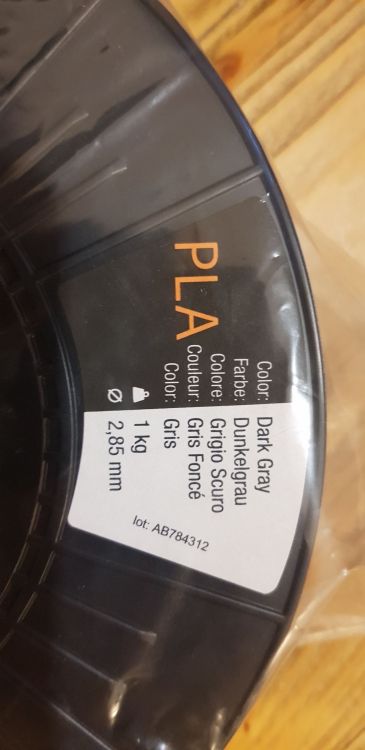 PLA
Color: Dark Gray
Farbe: Dunkelgrau
Colore: Grigio Scuro
Couleur: Gris Foncé
Color: Gris
1 kg
Ø 2,85 mm
lot: AB784312